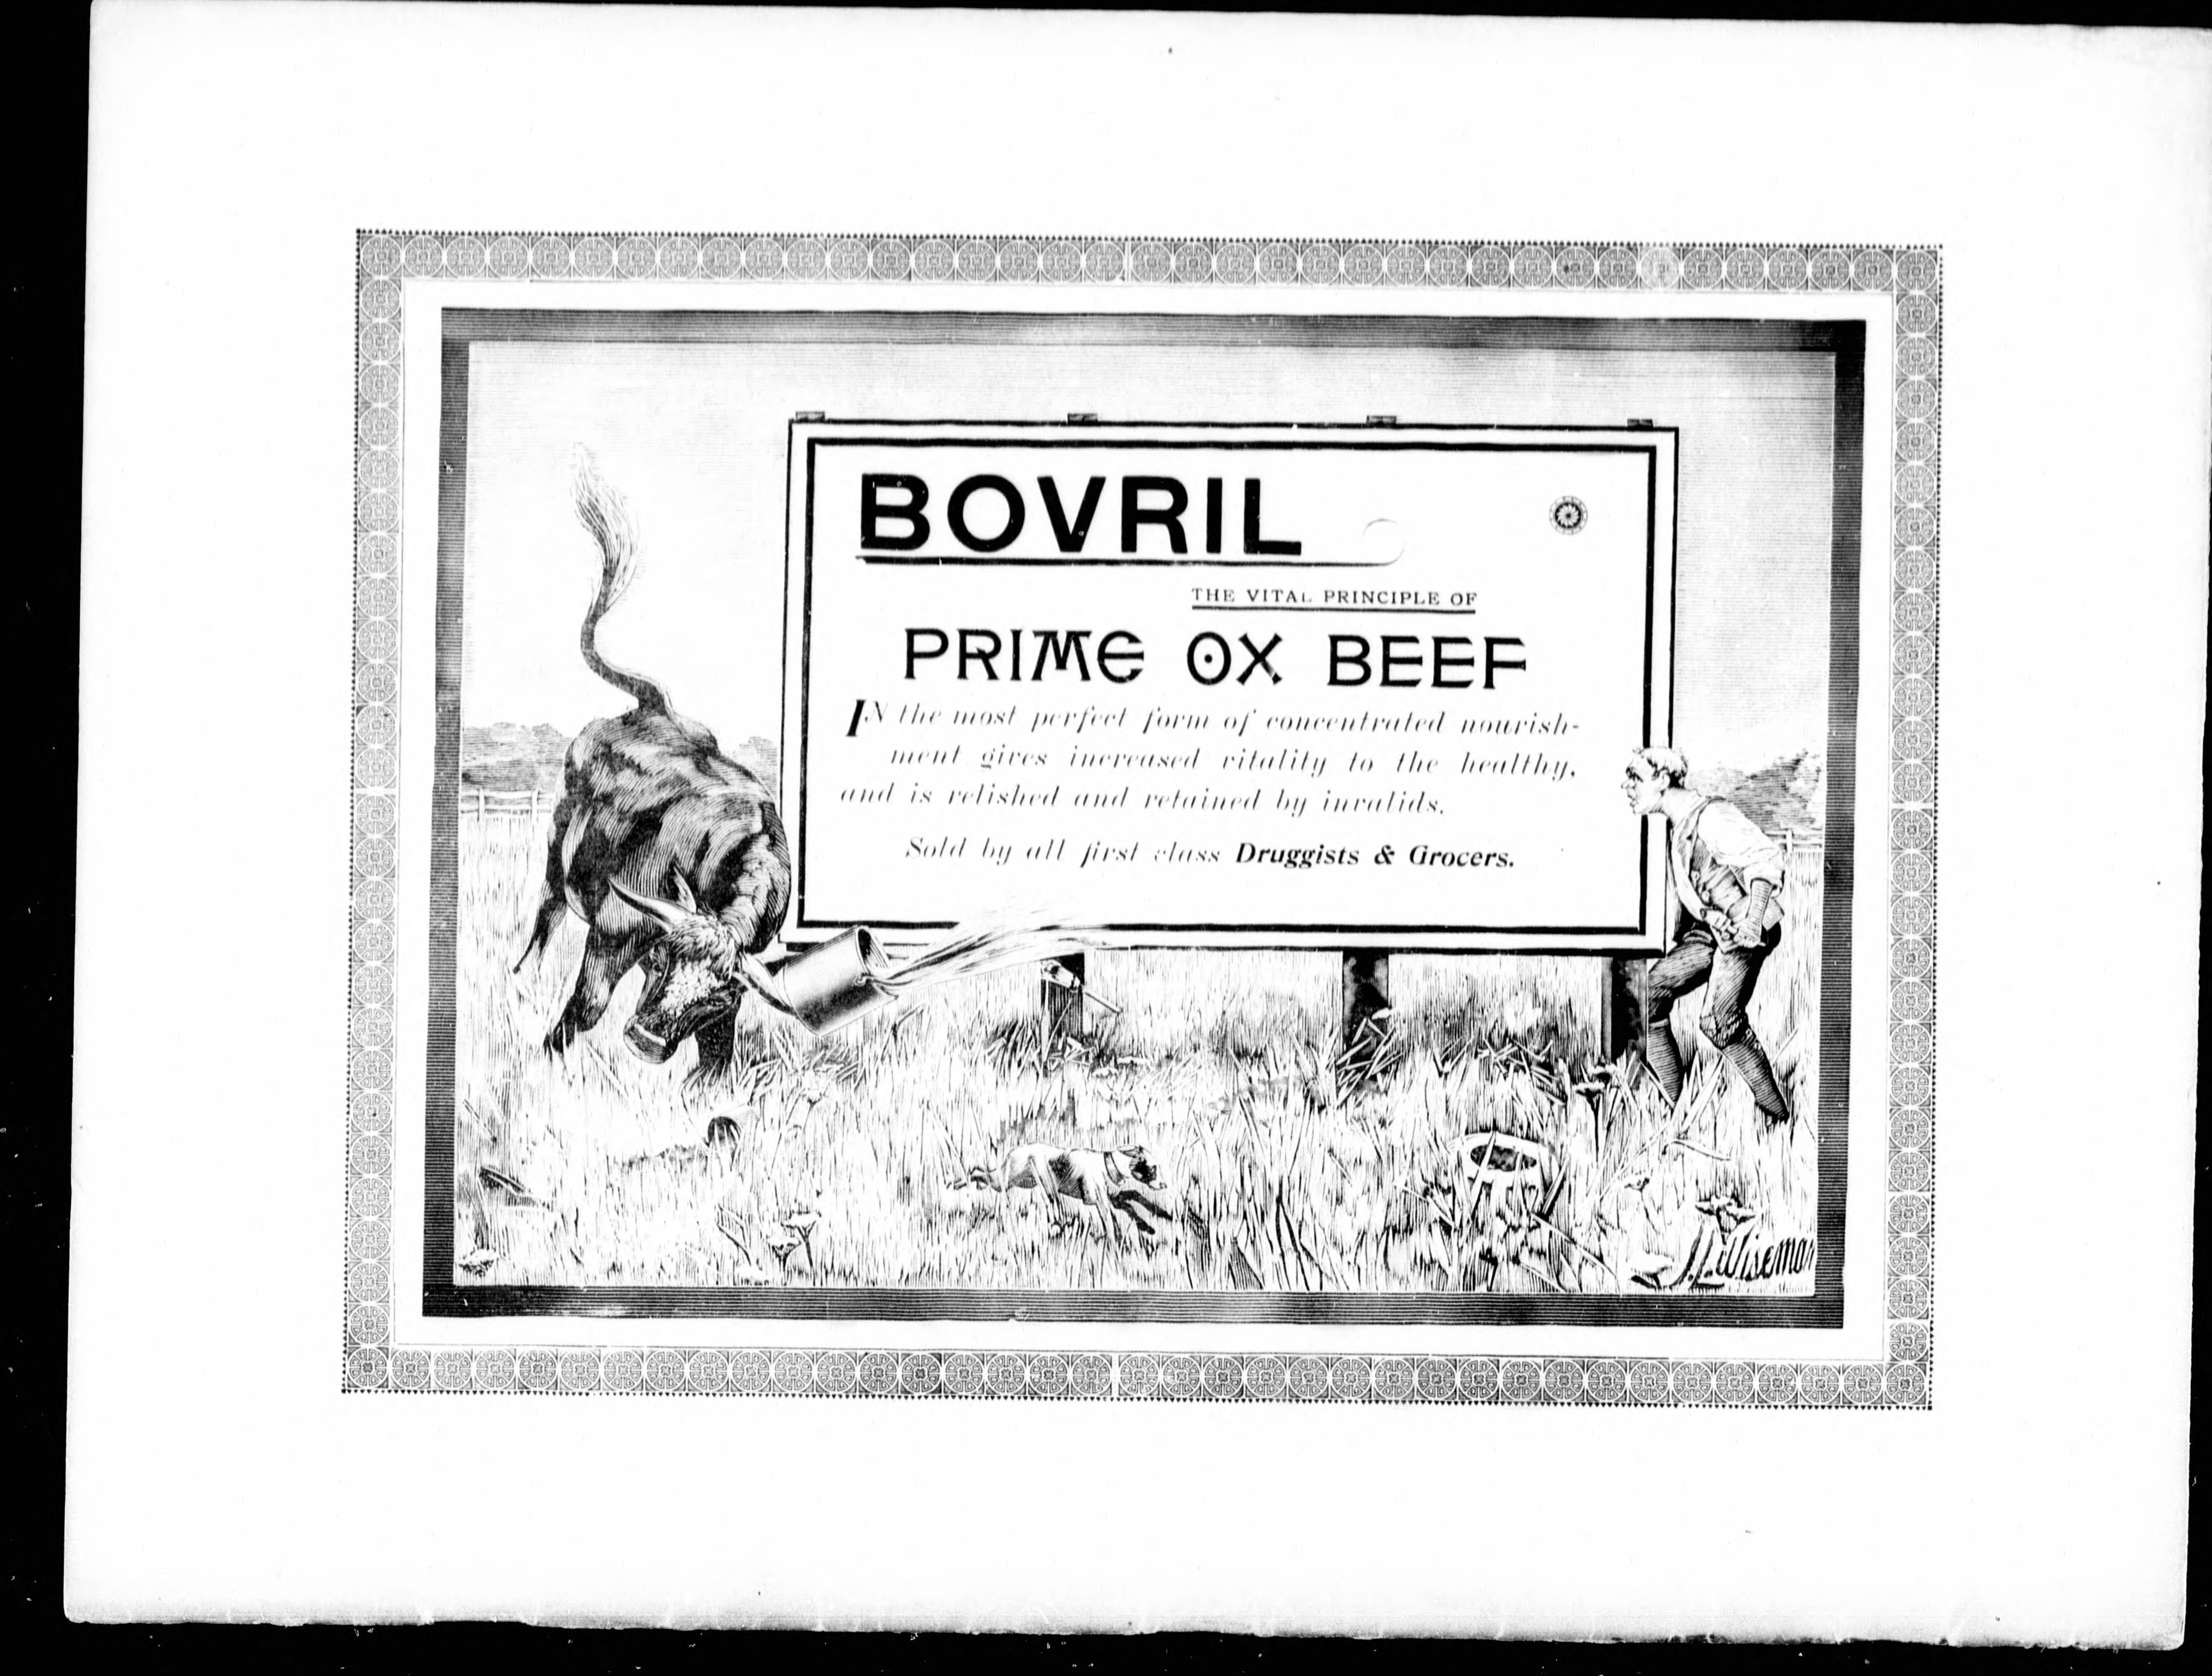 BOVRIL
THE VITAL PRINCIPLE OF
PRIME OX BEEF
IN the most perfect form of concentrated nourish-
ment gives increased vitality to the healthy,
and is relished and retained by invalids.
Sold by all first class Druggists & Grocers.
J.L. Wiseman